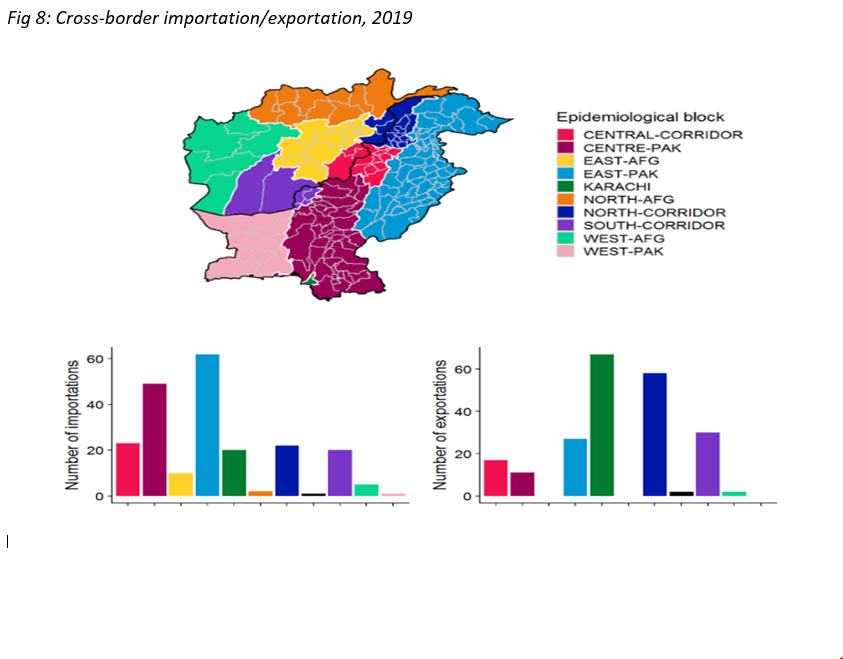 Fig 8: Cross-border importation/exportation, 2019
Epidemiological block
CENTRAL-CORRIDOR
CENTRE-PAK
EAST-AFG
EAST-PAK
KARACHI
NORTH-AFG
NORTH-CORRIDOR
SOUTH-CORRIDOR
WEST-AFG
WEST-PAK
Number of importations
60
40
20
0
Number of exportations
60
40
20
0